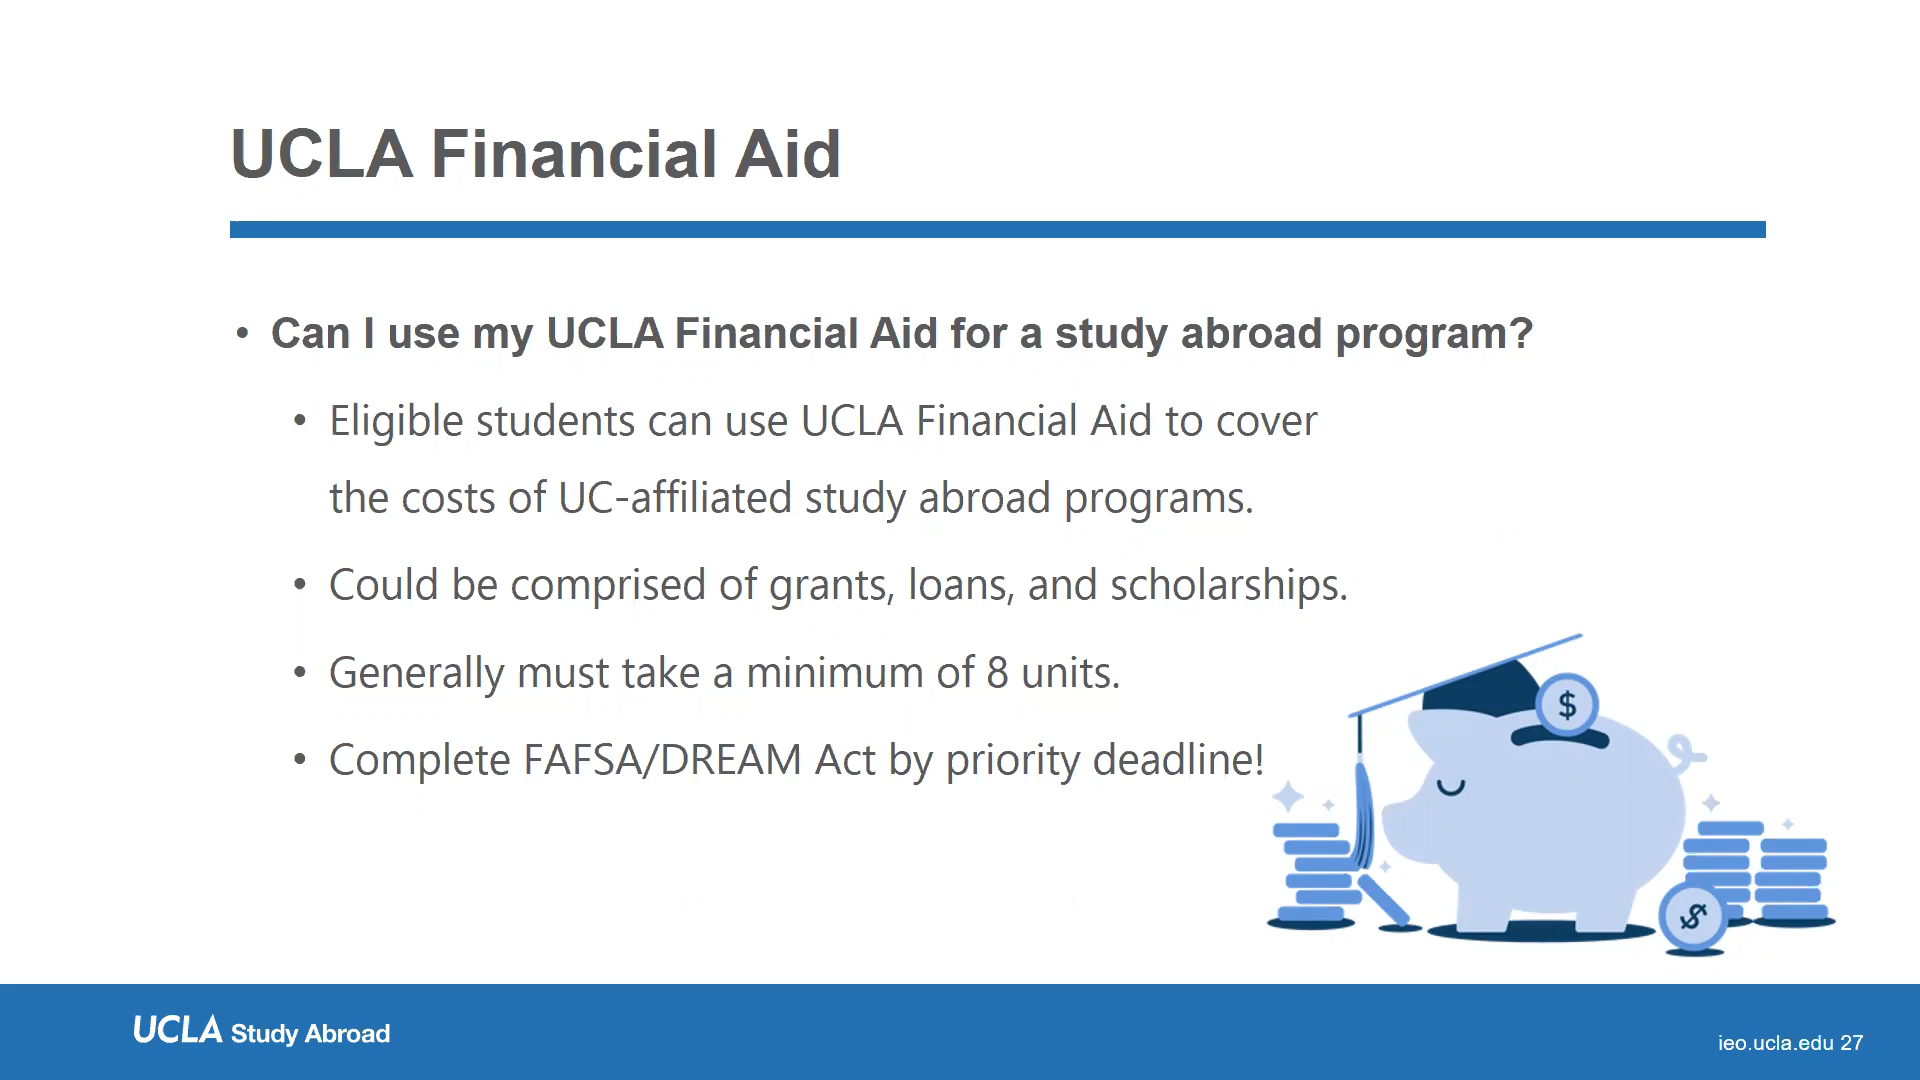 UCLA Financial Aid
• Can I use my UCLA Financial Aid for a study abroad program?
• Eligible students can use UCLA Financial Aid to cover
the costs of UC-affiliated study abroad programs.
• Could be comprised of grants, loans, and scholarships.
• Generally must take a minimum of 8 units.
• Complete FAFSA/DREAM Act by priority deadline!
$
$
UCLA Study Abroad
ieo.ucla.edu 27